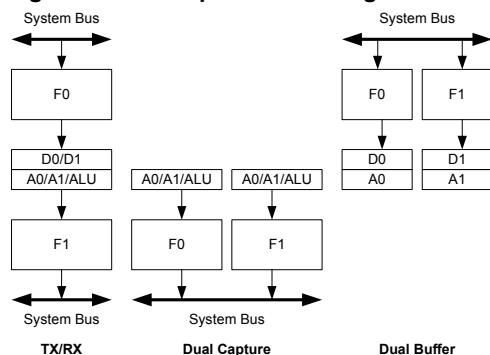 System Bus
System Bus
F0
F0
F1
D0/D1
A0/A1/ALU
A0/A1/ALU
A0/A1/ALU
D0
D1
A0
A1
F1
F0
F1
System Bus
System Bus
TX/RX
Dual Capture
Dual Buffer